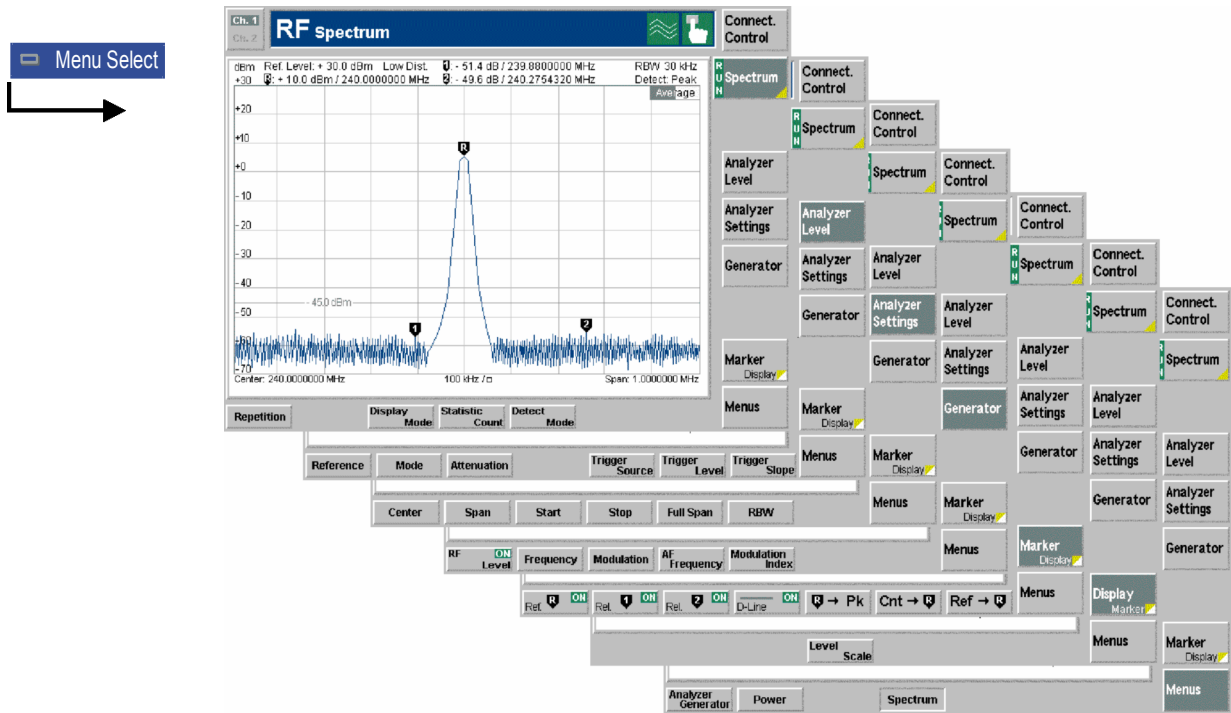 Menu Select
Ch. 1
Ch. 2
RF Spectrum
Connect. Control
dBm Ref. Level: + 30.0 dBm Low Dist. 1: - 51.4 dB / 239.8800000 MHz RBW 30 kHz
+30 R: + 10.0 dBm / 240.0000000 MHz 2: - 49.6 dB / 240.2754320 MHz Detect: Peak
Average
+20
+10
+0
- 10
- 20
- 30
- 40
- 50
- 60
- 70
R
1
2
- 45.0 dBm
Center: 240.0000000 MHz 100 kHz / Span: 1.0000000 MHz
RUN Spectrum
Analyzer Level
Analyzer Settings
Generator
Marker Display
Menus
Repetition
Display Mode
Statistic Count
Detect Mode
Connect. Control
RUN Spectrum
Analyzer Level
Analyzer Settings
Generator
Marker Display
Menus
Reference
Mode
Attenuation
Trigger Source
Trigger Level
Trigger Slope
Connect. Control
Spectrum
Analyzer Level
Analyzer Settings
Generator
Marker Display
Menus
Center
Span
Start
Stop
Full Span
RBW
Connect. Control
Spectrum
Analyzer Level
Analyzer Settings
Generator
Marker Display
Menus
RF Level ON
Frequency
Modulation
AF Frequency
Modulation Index
Connect. Control
RUN Spectrum
Analyzer Level
Analyzer Settings
Generator
Marker Display
Menus
Ref. R ON
Rel. 1 ON
Rel. 2 ON
D-Line ON
R → Pk
Cnt → R
Ref → R
Connect. Control
Spectrum
Analyzer Level
Analyzer Settings
Generator
Display Marker
Menus
Level Scale
Connect. Control
Spectrum
Analyzer Level
Analyzer Settings
Generator
Marker Display
Menus
Analyzer Generator
Power
Spectrum